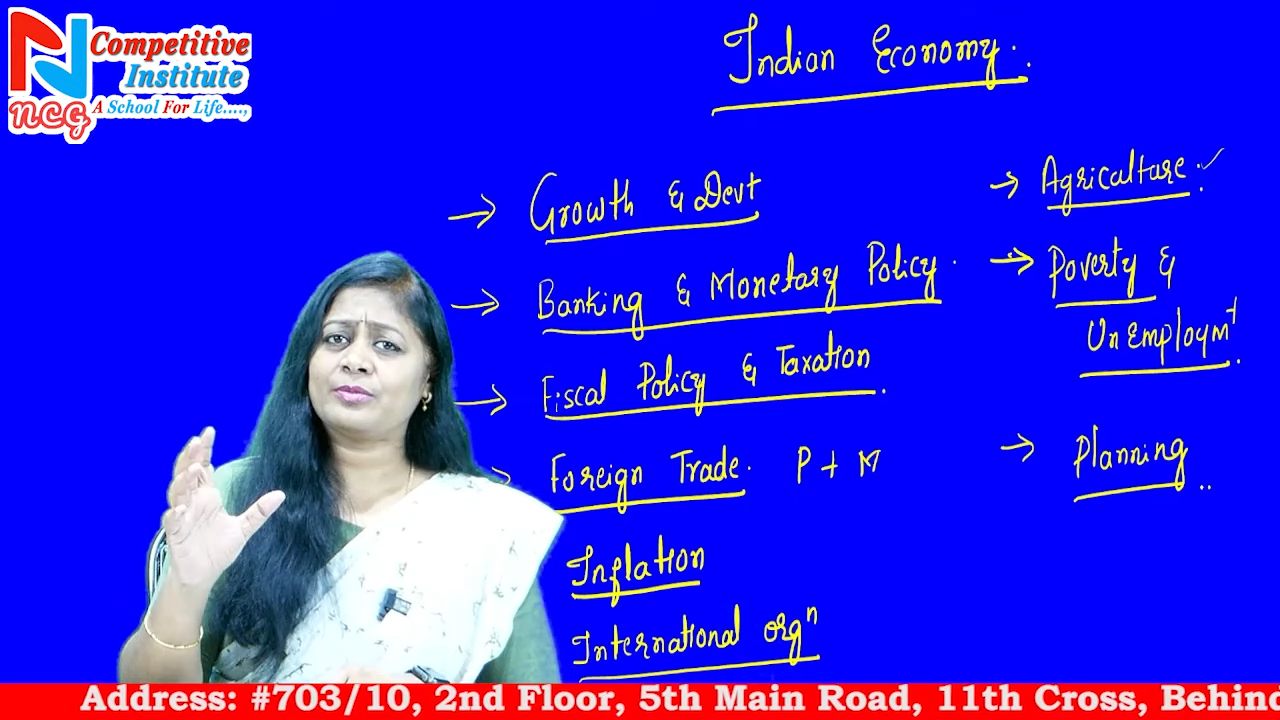 Competitive
Institute
NCG A School For Life....,
Indian Economy.
→ Growth & Devt
→ Banking & Monetary Policy.
→ Fiscal Policy & Taxation.
Foreign Trade. P + M
Inflation
International orgⁿ
→ Agriculture. ✓
→ Poverty &
UnEmploymt.
→ Planning..
Address: #703/10, 2nd Floor, 5th Main Road, 11th Cross, Behind